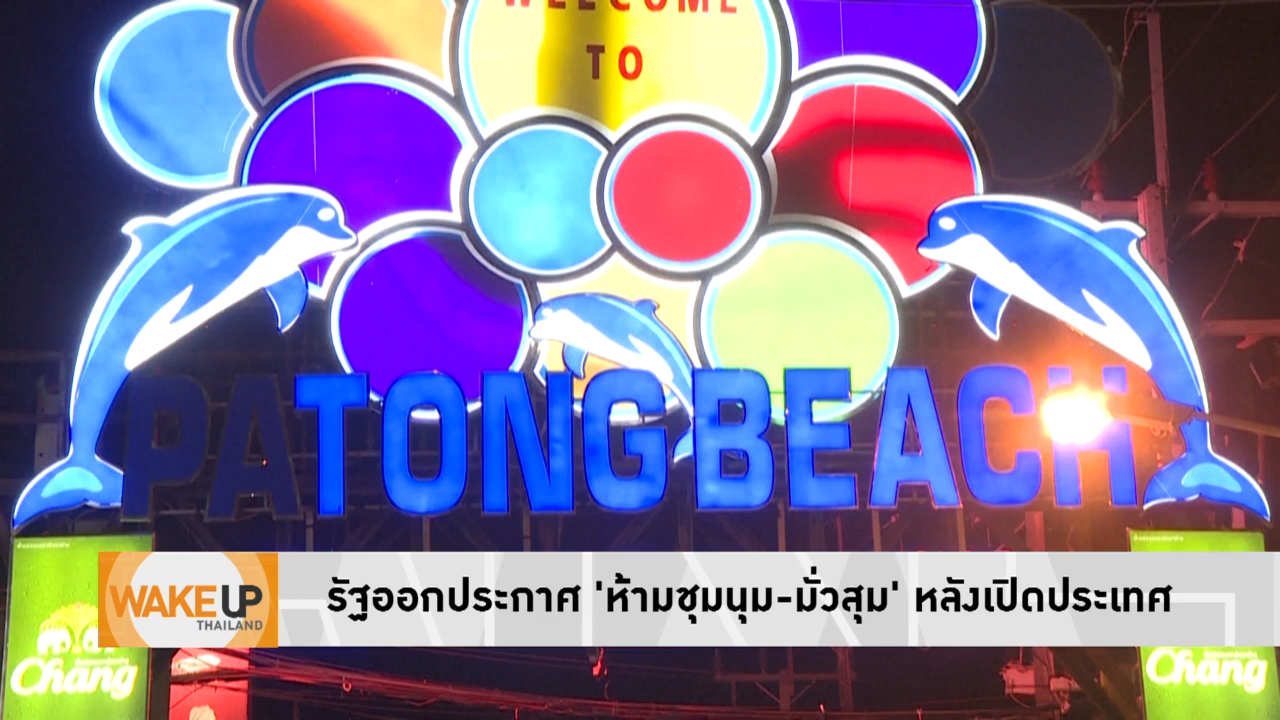 WELCOME
TO
PATONG BEACH
WAKE UP
THAILAND
รัฐออกประกาศ 'ห้ามชุมนุม-มั่วสุม' หลังเปิดประเทศ
Chang
Chang